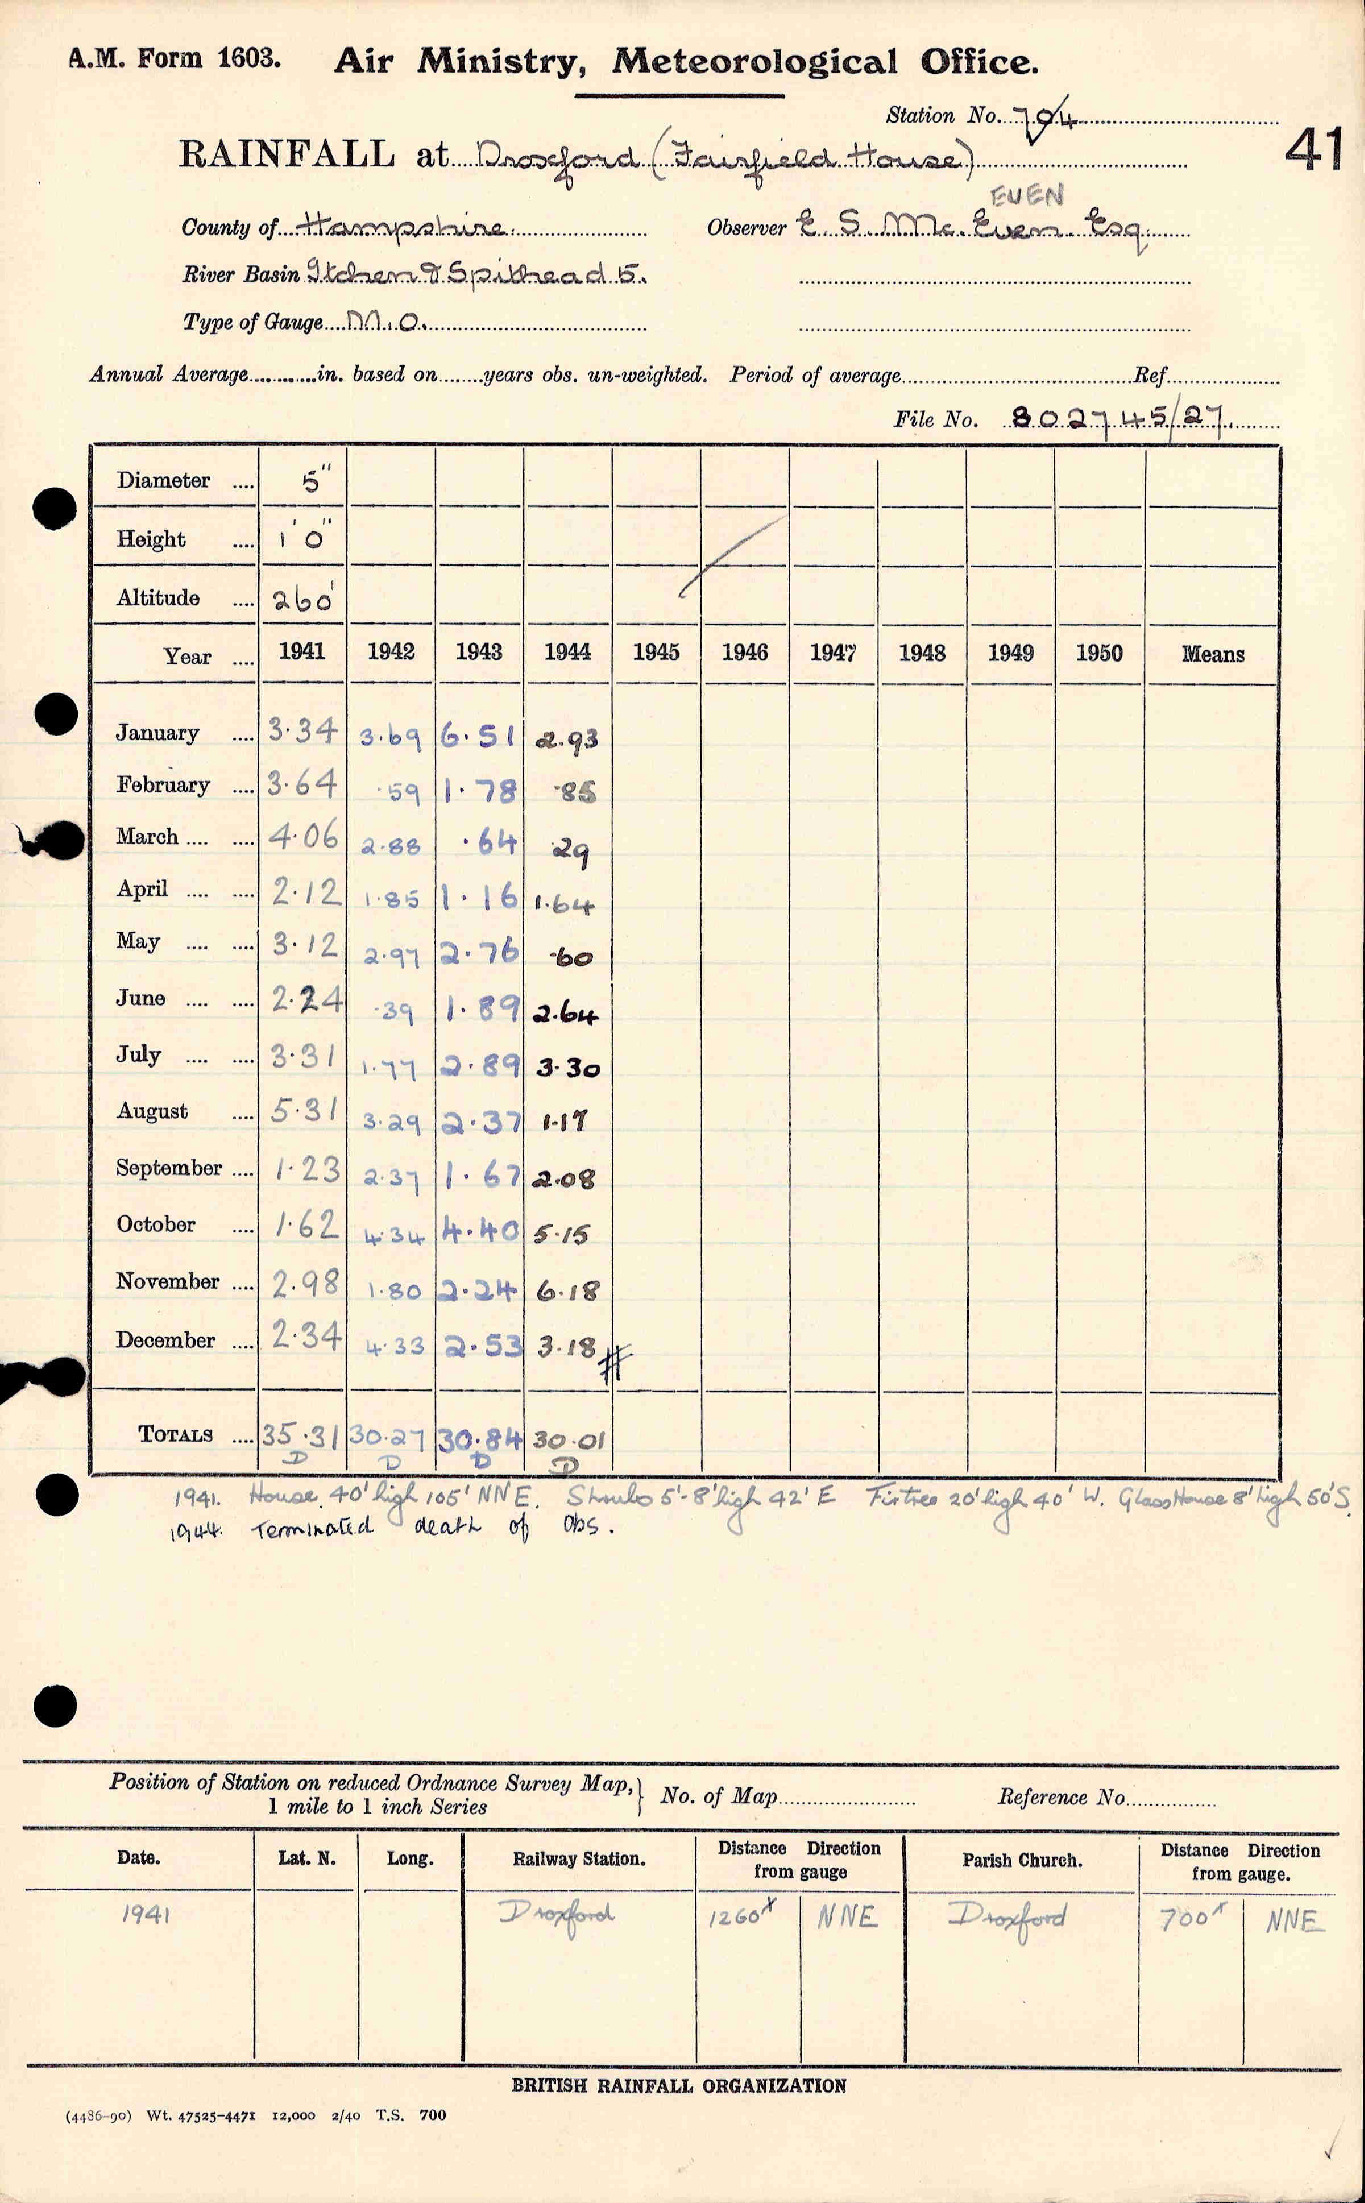 A.M. Form 1603. Air Ministry, Meteorological Office.
Station No. 704
41
RAINFALL at Droxford (Fairfield House)
EUEN
County of Hampshire. Observer E. S. Mc. Euen. Esq
River Basin Itchen & Spithead 5.
Type of Gauge M.O.
Annual Average in. based on years obs. un-weighted. Period of average Ref.
File No. 802745/27.
Diameter 5"
Height 1'0"
Altitude 260'
Year 1941 1942 1943 1944 1945 1946 1947 1948 1949 1950 Means
January 3.34 3.69 6.51 2.93
February 3.64 .59 1.78 .85
March 4.06 2.88 .64 .29
April 2.12 1.85 1.16 1.64
May 3.12 2.97 2.76 .60
June 2.24 .39 1.89 2.64
July 3.31 1.77 2.89 3.30
August 5.31 3.29 2.37 1.17
September 1.23 2.37 1.67 2.08
October 1.62 4.34 4.40 5.15
November 2.98 1.80 2.24 6.18
December 2.34 4.33 2.53 3.18
TOTALS 35.31 30.27 30.84 30.01
D D D D
1941. House 40' high 105' NNE. Shrubs 5'-8' high 42' E Firtree 20' high 40' W. Glass House 8' high 50' S.
1944. Terminated death of obs.
Position of Station on reduced Ordnance Survey Map, } No. of Map Reference No.
1 mile to 1 inch Series
Date. Lat. N. Long. Railway Station. Distance Direction from gauge Parish Church. Distance Direction from gauge.
1941 Droxford 1260x NNE Droxford 700x NNE
BRITISH RAINFALL ORGANIZATION
(4486-90) Wt. 47525-4471 12,000 2/40 T.S. 700